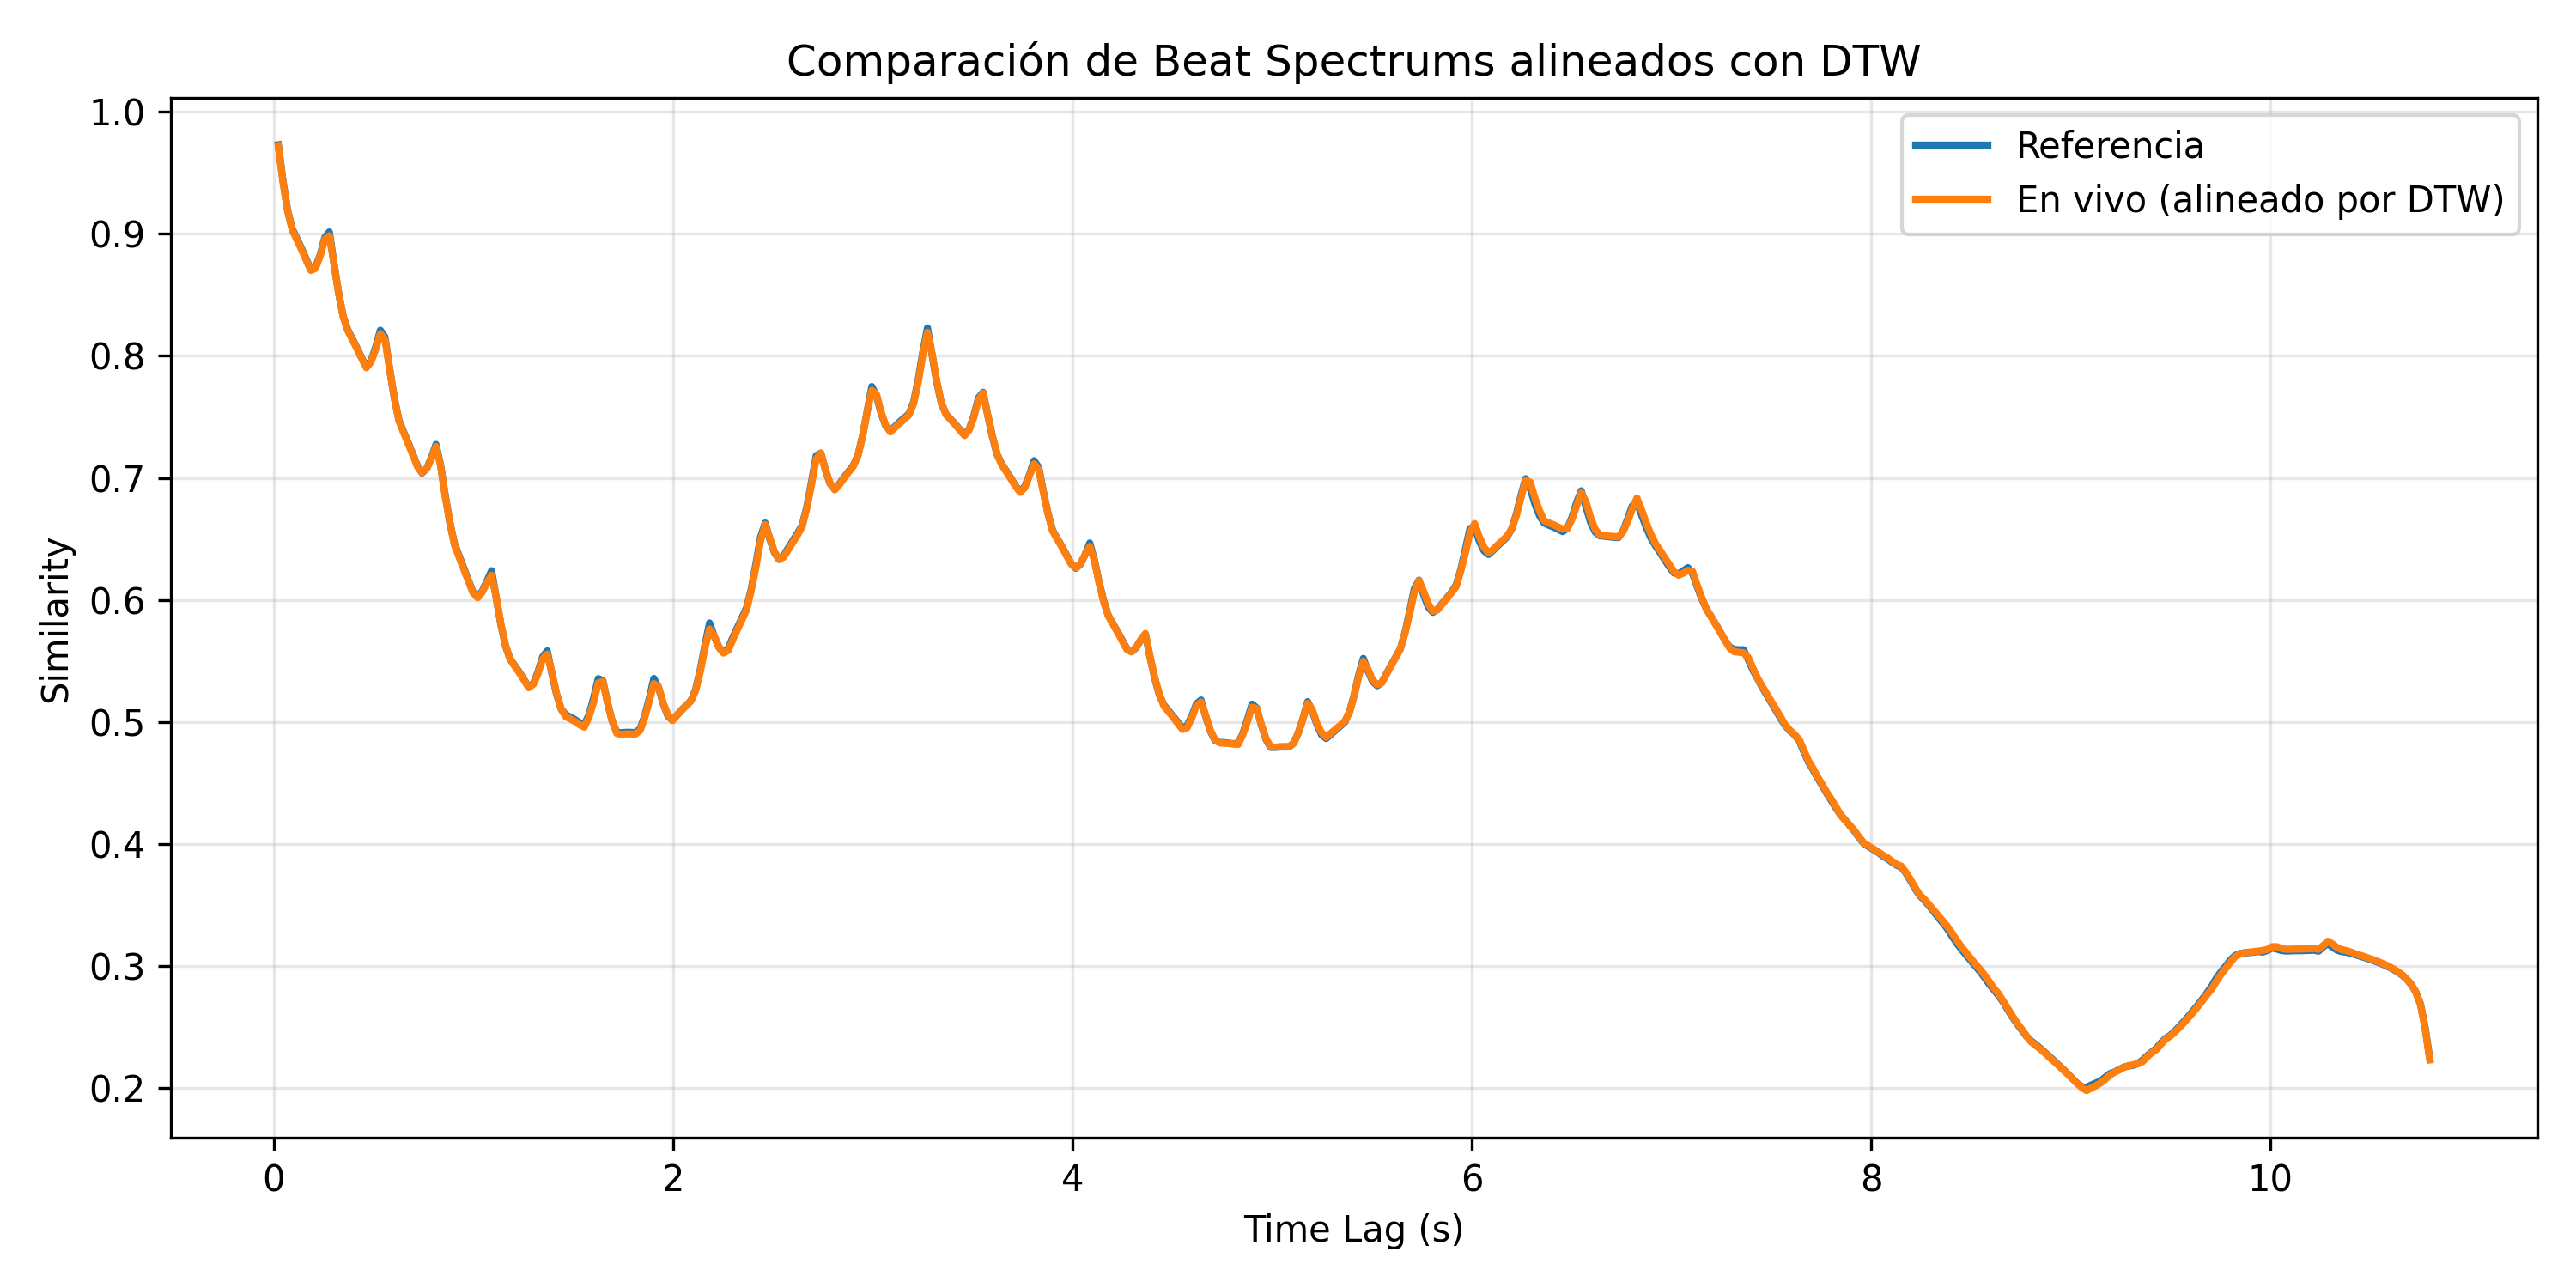 Comparación de Beat Spectrums alineados con DTW
Referencia
En vivo (alineado por DTW)
1.0
0.9
0.8
0.7
0.6
0.5
0.4
0.3
0.2
Similarity
0 2 4 6 8 10
Time Lag (s)